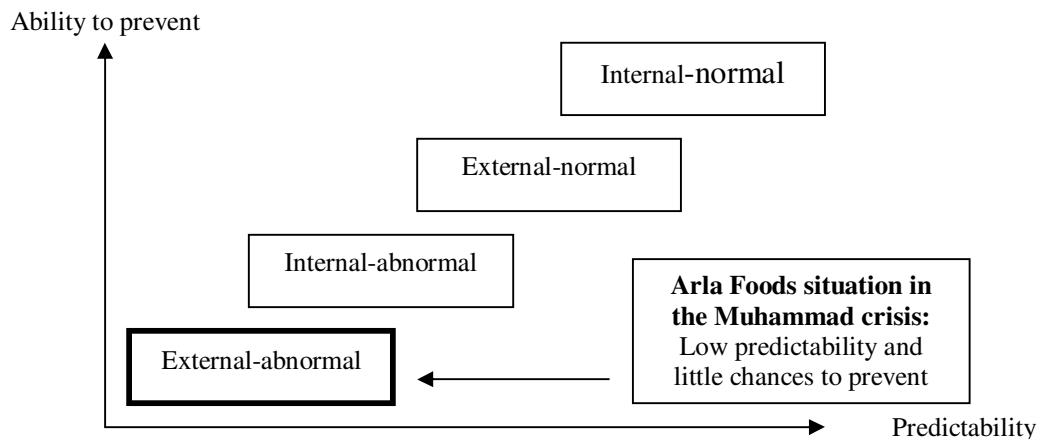 Ability to prevent
Internal-normal
External-normal
Internal-abnormal
Arla Foods situation in
the Muhammad crisis:
Low predictability and
little chances to prevent
External-abnormal
Predictability